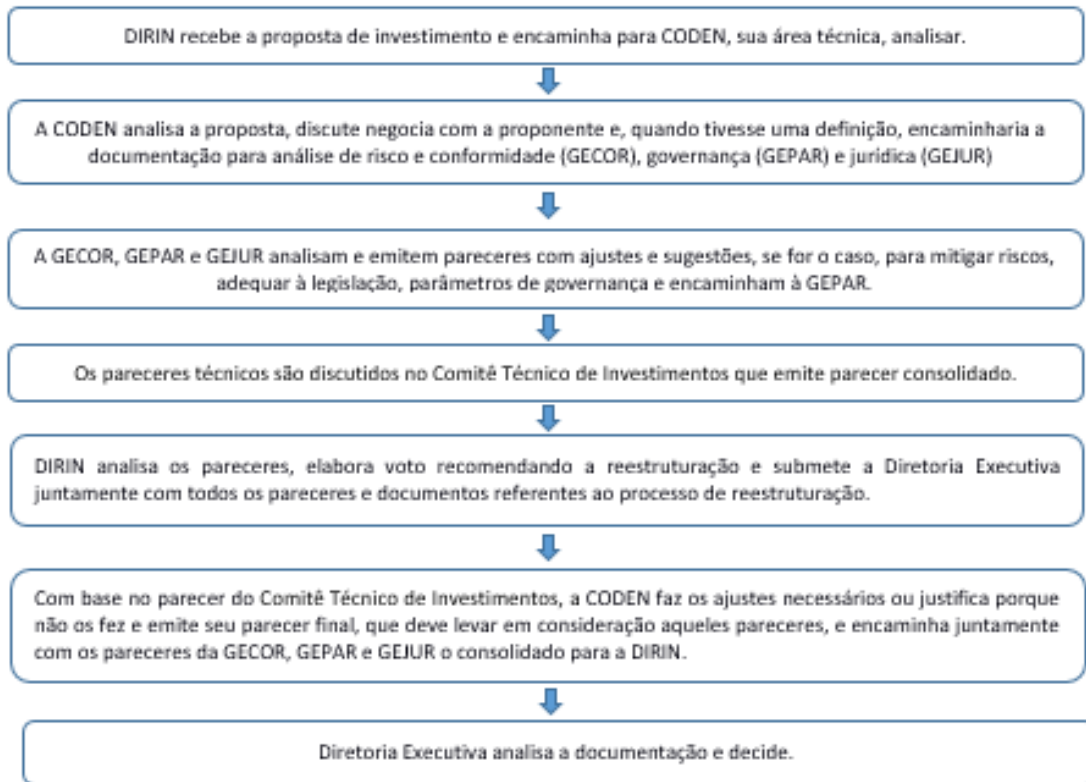 DIRIN recebe a proposta de investimento e encaminha para CODEN, sua área técnica, analisar.
A CODEN analisa a proposta, discute negocia com a proponente e, quando tivesse uma definição, encaminharia a
documentação para análise de risco e conformidade (GECOR), governança (GEPAR) e jurídica (GEJUR)
A GECOR, GEPAR e GEJUR analisam e emitem pareceres com ajustes e sugestões, se for o caso, para mitigar riscos,
adequar à legislação, parâmetros de governança e encaminham à GEPAR.
Os pareceres técnicos são discutidos no Comitê Técnico de Investimentos que emite parecer consolidado.
DIRIN analisa os pareceres, elabora voto recomendando a reestruturação e submete a Diretoria Executiva
juntamente com todos os pareceres e documentos referentes ao processo de reestruturação.
Com base no parecer do Comitê Técnico de Investimentos, a CODEN faz os ajustes necessários ou justifica porque
não os fez e emite seu parecer final, que deve levar em consideração aqueles pareceres, e encaminha juntamente
com os pareceres da GECOR, GEPAR e GEJUR o consolidado para a DIRIN.
Diretoria Executiva analisa a documentação e decide.